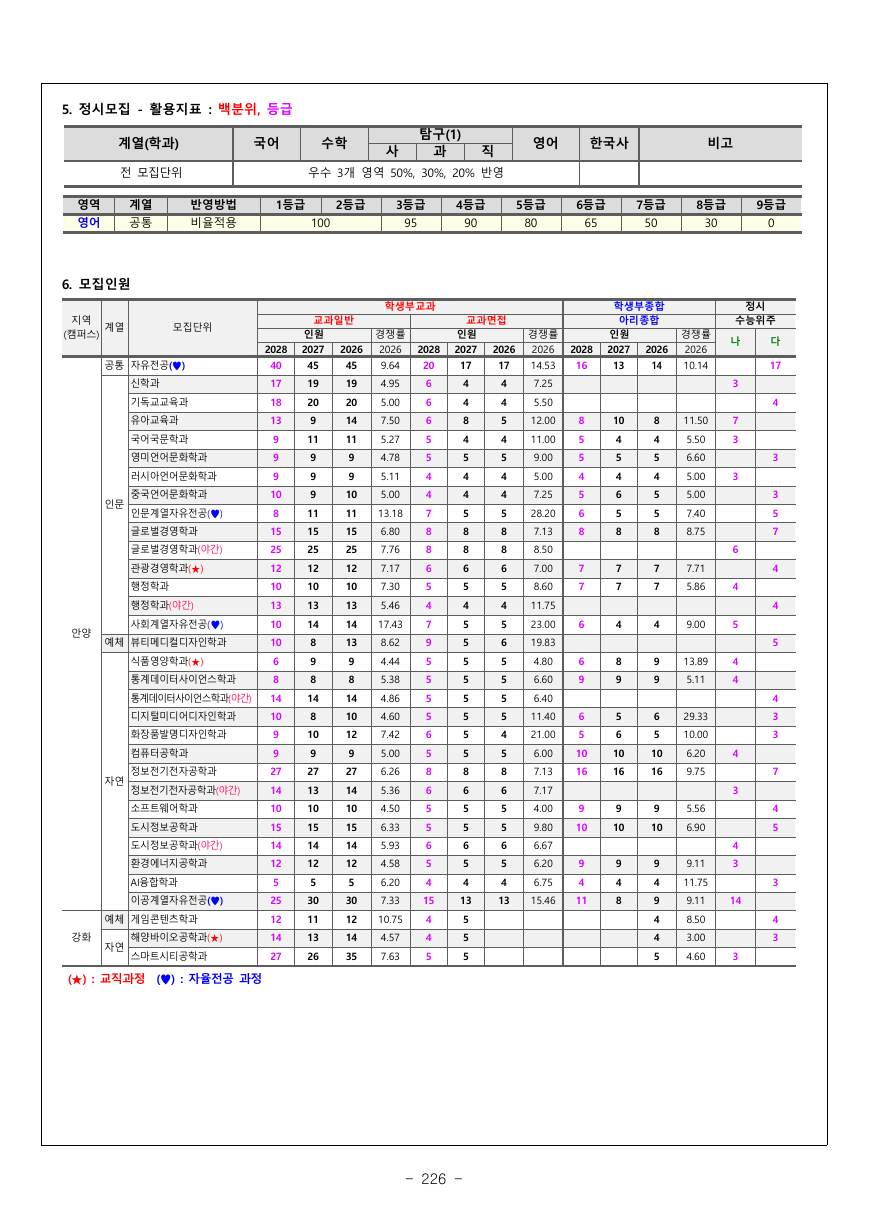 5. 정시모집 - 활용지표 : 백분위, 등급
계열(학과) 국어 수학 탐구(1) 영어 한국사 비고
사 과 직
전 모집단위 우수 3개 영역 50%, 30%, 20% 반영
영역 계열 반영방법 1등급 2등급 3등급 4등급 5등급 6등급 7등급 8등급 9등급
영어 공통 비율적용 100 95 90 80 65 50 30 0
6. 모집인원
지역 (캠퍼스) 계열 모집단위 학생부교과 학생부종합 정시
교과일반 교과면접 아리종합 수능위주
인원 경쟁률 인원 경쟁률 인원 경쟁률 나 다
2028 2027 2026 2026 2028 2027 2026 2026 2028 2027 2026 2026
안양 공통 자유전공(♥) 40 45 45 9.64 20 17 17 14.53 16 13 14 10.14 17
인문 신학과 17 19 19 4.95 6 4 4 7.25 3
기독교교육과 18 20 20 5.00 6 4 4 5.50 4
유아교육과 13 9 14 7.50 6 8 5 12.00 8 10 8 11.50 7
국어국문학과 9 11 11 5.27 5 4 4 11.00 5 4 4 5.50 3
영미언어문화학과 9 9 9 4.78 5 5 5 9.00 5 5 5 6.60 3
러시아언어문화학과 9 9 9 5.11 4 4 4 5.00 4 4 4 5.00 3
중국언어문화학과 10 9 10 5.00 4 4 4 7.25 5 6 5 5.00 3
인문계열자유전공(♥) 8 11 11 13.18 7 5 5 28.20 6 5 5 7.40 5
글로벌경영학과 15 15 15 6.80 8 8 8 7.13 8 8 8 8.75 7
글로벌경영학과(야간) 25 25 25 7.76 8 8 8 8.50 6
관광경영학과(★) 12 12 12 7.17 6 6 6 7.00 7 7 7 7.71 4
행정학과 10 10 10 7.30 5 5 5 8.60 7 7 7 5.86 4
행정학과(야간) 13 13 13 5.46 4 4 4 11.75 4
사회계열자유전공(♥) 10 14 14 17.43 7 5 5 23.00 6 4 4 9.00 5
예체 뷰티메디컬디자인학과 10 8 13 8.62 9 5 6 19.83 5
자연 식품영양학과(★) 6 9 9 4.44 5 5 5 4.80 6 8 9 13.89 4
통계데이터사이언스학과 8 8 8 5.38 5 5 5 6.60 9 9 9 5.11 4
통계데이터사이언스학과(야간) 14 14 14 4.86 5 5 5 6.40 4
디지털미디어디자인학과 10 8 10 4.60 5 5 5 11.40 6 5 6 29.33 3
화장품발명디자인학과 9 10 12 7.42 6 5 4 21.00 5 6 5 10.00 3
컴퓨터공학과 9 9 9 5.00 5 5 5 6.00 10 10 10 6.20 4
정보전기전자공학과 27 27 27 6.26 8 8 8 7.13 16 16 16 9.75 7
정보전기전자공학과(야간) 14 13 14 5.36 6 6 6 7.17 3
소프트웨어학과 10 10 10 4.50 5 5 5 4.00 9 9 9 5.56 4
도시정보공학과 15 15 15 6.33 5 5 5 9.80 10 10 10 6.90 5
도시정보공학과(야간) 14 14 14 5.93 6 6 6 6.67 4
환경에너지공학과 12 12 12 4.58 5 5 5 6.20 9 9 9 9.11 3
AI융합학과 5 5 5 6.20 4 4 4 6.75 4 4 4 11.75 3
이공계열자유전공(♥) 25 30 30 7.33 15 13 13 15.46 11 8 9 9.11 14
강화 예체 게임콘텐츠학과 12 11 12 10.75 4 5 4 8.50 4
자연 해양바이오공학과(★) 14 13 14 4.57 4 5 4 3.00 3
스마트시티공학과 27 26 35 7.63 5 5 5 4.60 3
(★) : 교직과정 (♥) : 자율전공 과정
- 226 -